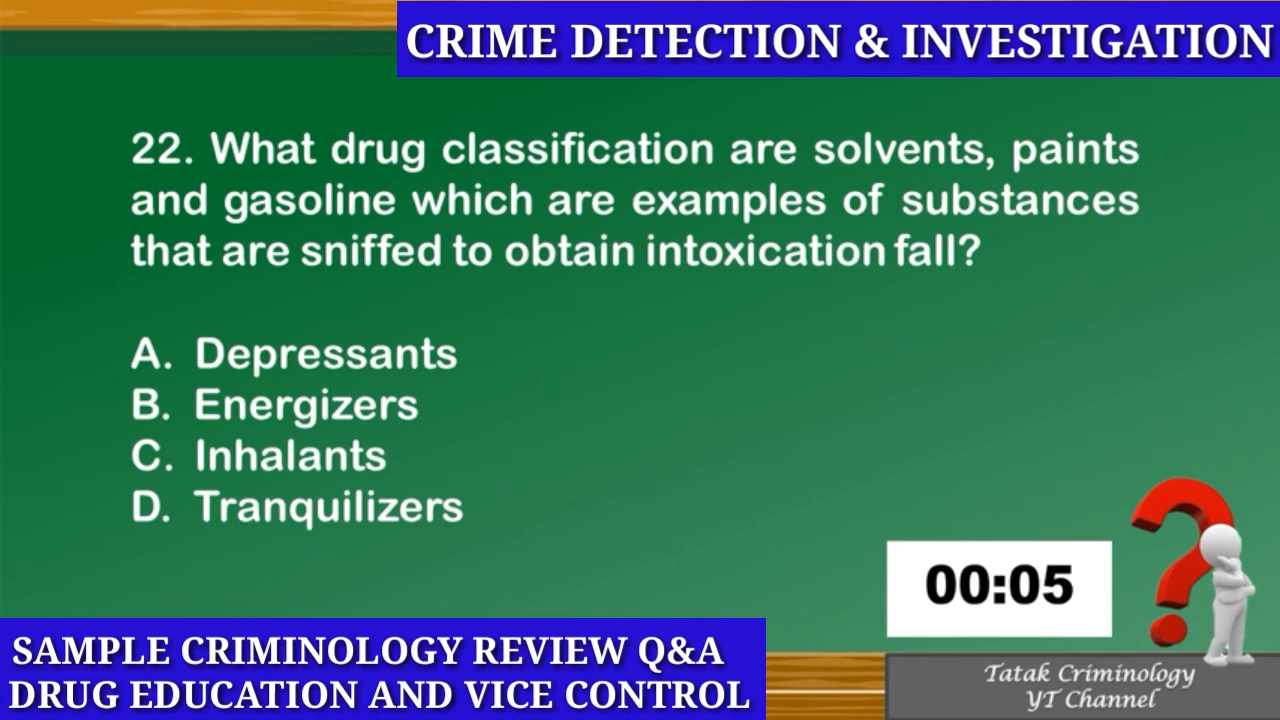 CRIME DETECTION & INVESTIGATION
22. What drug classification are solvents, paints
and gasoline which are examples of substances
that are sniffed to obtain intoxication fall?
A. Depressants
B. Energizers
C. Inhalants
D. Tranquilizers
00:05
SAMPLE CRIMINOLOGY REVIEW Q&A
DRUG EDUCATION AND VICE CONTROL
Tatak Criminology
YT Channel